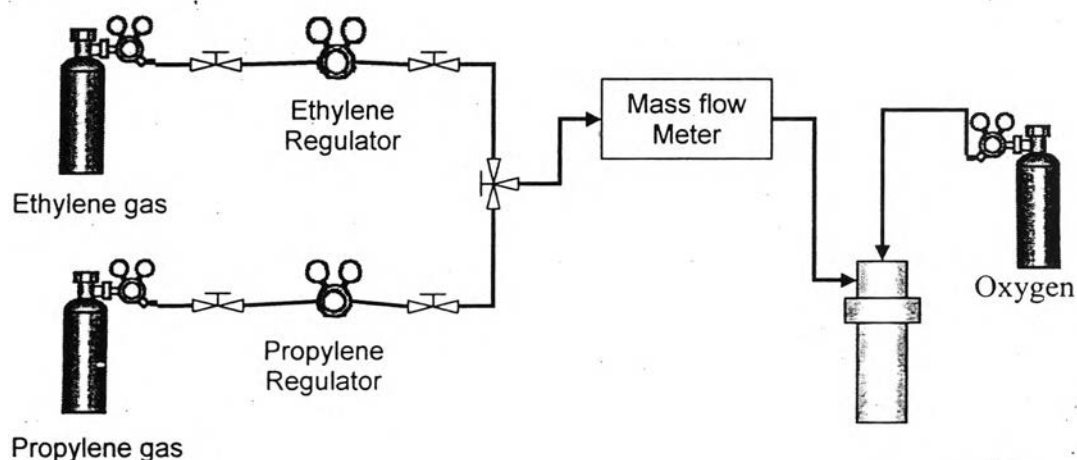 Ethylene
Regulator
Ethylene gas
Mass flow
Meter
Oxygen
Propylene
Regulator
Propylene gas